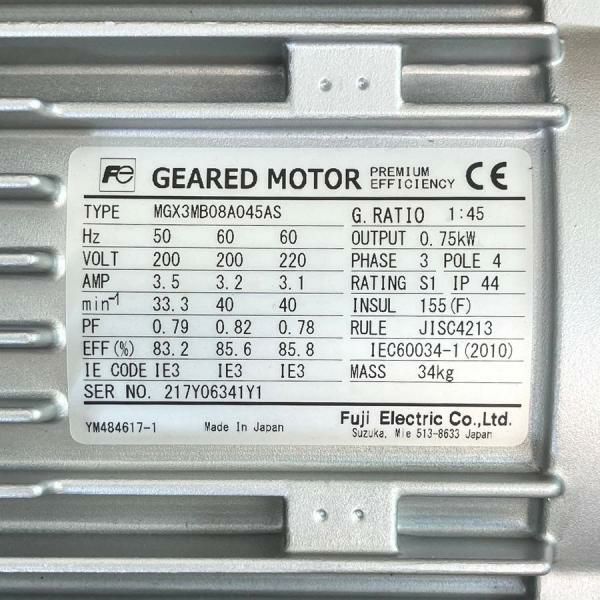 Fe GEARED MOTOR PREMIUM EFFICIENCY CE
TYPE MGX3MB08A045AS G.RATIO 1:45
Hz 50 60 60 OUTPUT 0.75kW
VOLT 200 200 220 PHASE 3 POLE 4
AMP 3.5 3.2 3.1 RATING S1 IP 44
min-1 33.3 40 40 INSUL 155(F)
PF 0.79 0.82 0.78 RULE JISC4213
EFF(%) 83.2 85.6 85.8 IEC60034-1(2010)
IE CODE IE3 IE3 IE3 MASS 34kg
SER NO. 217Y06341Y1
YM484617-1 Made In Japan Fuji Electric Co.,Ltd.
Suzuka, Mie 513-8633 Japan